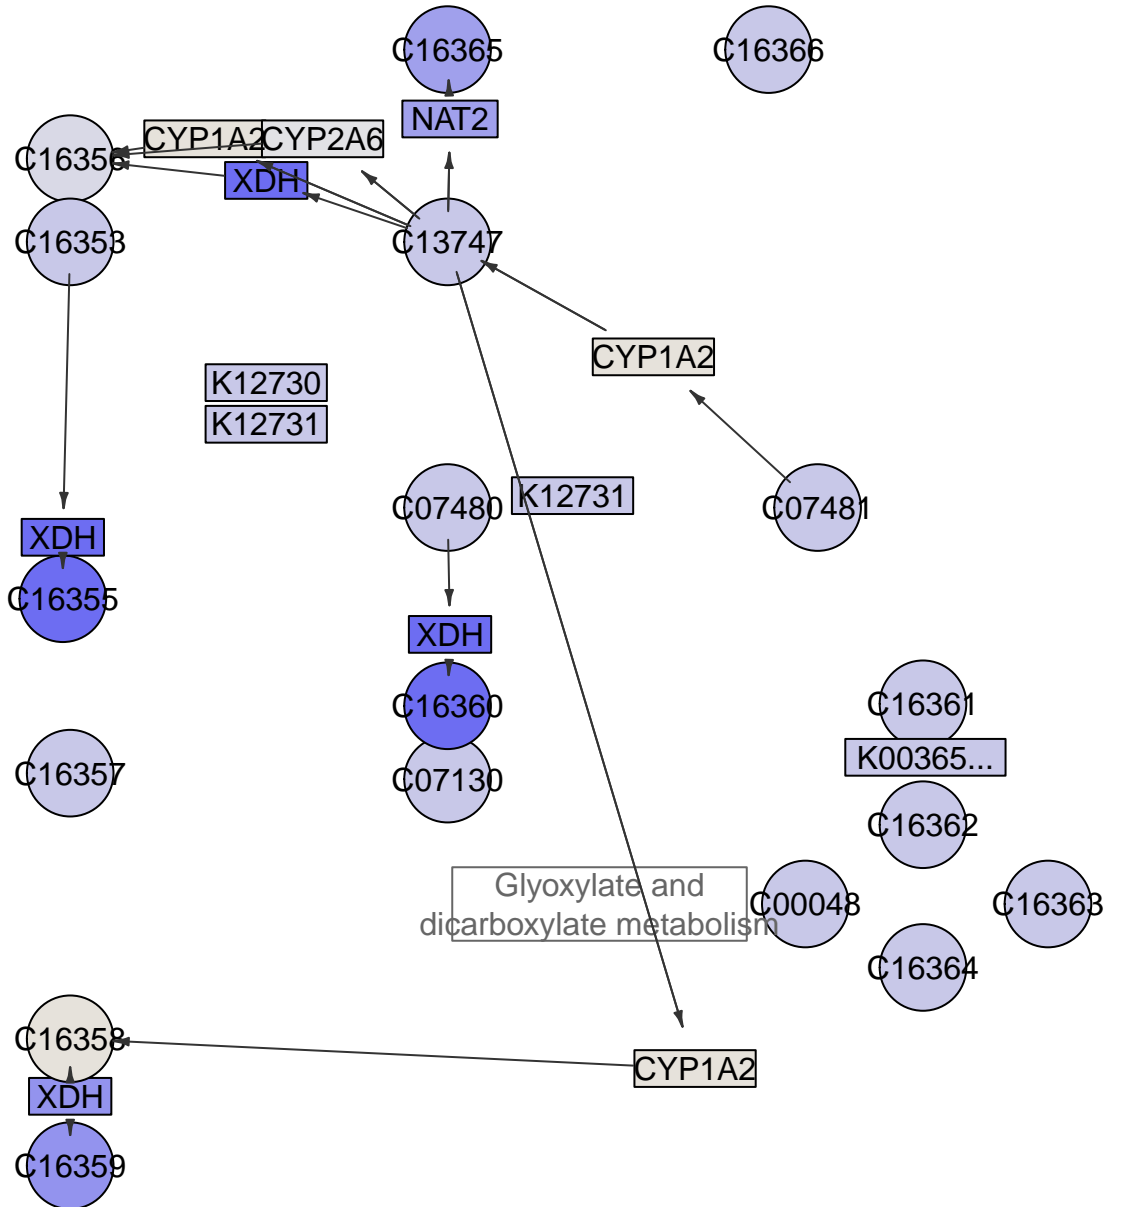 C16365
C16366
NAT2
CYP1A2
CYP2A6
C16356
XDH
C16353
C13747
CYP1A2
K12730
K12731
K12731
C07480
C07481
XDH
C16355
XDH
C16360
C16361
K00365...
C16357
C07130
C16362
Glyoxylate and
dicarboxylate metabolism
C00048
C16363
C16364
C16358
CYP1A2
XDH
C16359